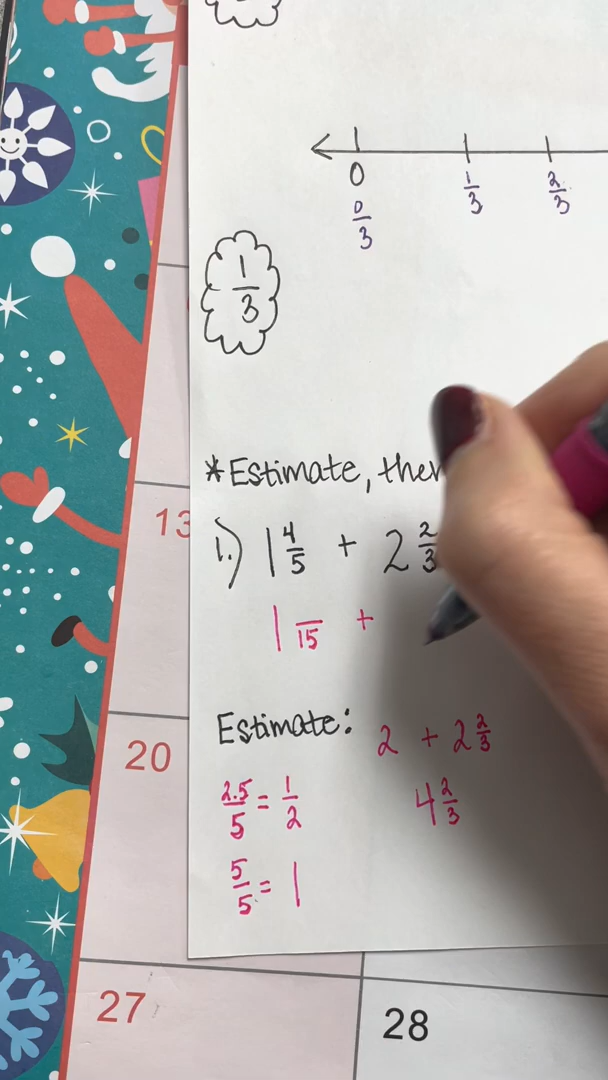 0 1/3 2/3
0/3
1/3
*Estimate, then
1.) 1 4/5 + 2 2/3
1 /15 +
Estimate: 2 + 2 2/3
2.5/5 = 1/2 4 2/3
5/5 = 1
13
20
27
28